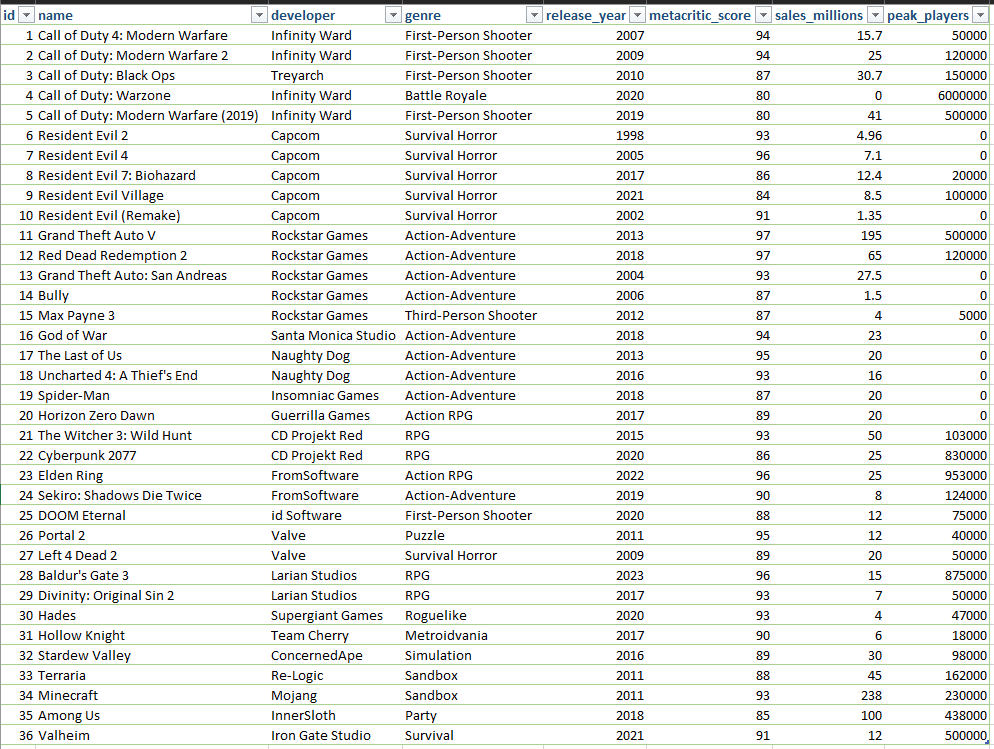 id name developer genre release_year metacritic_score sales_millions peak_players
1 Call of Duty 4: Modern Warfare Infinity Ward First-Person Shooter 2007 94 15.7 50000
2 Call of Duty: Modern Warfare 2 Infinity Ward First-Person Shooter 2009 94 25 120000
3 Call of Duty: Black Ops Treyarch First-Person Shooter 2010 87 30.7 150000
4 Call of Duty: Warzone Infinity Ward Battle Royale 2020 80 0 6000000
5 Call of Duty: Modern Warfare (2019) Infinity Ward First-Person Shooter 2019 80 41 500000
6 Resident Evil 2 Capcom Survival Horror 1998 93 4.96 0
7 Resident Evil 4 Capcom Survival Horror 2005 96 7.1 0
8 Resident Evil 7: Biohazard Capcom Survival Horror 2017 86 12.4 20000
9 Resident Evil Village Capcom Survival Horror 2021 84 8.5 100000
10 Resident Evil (Remake) Capcom Survival Horror 2002 91 1.35 0
11 Grand Theft Auto V Rockstar Games Action-Adventure 2013 97 195 500000
12 Red Dead Redemption 2 Rockstar Games Action-Adventure 2018 97 65 120000
13 Grand Theft Auto: San Andreas Rockstar Games Action-Adventure 2004 93 27.5 0
14 Bully Rockstar Games Action-Adventure 2006 87 1.5 0
15 Max Payne 3 Rockstar Games Third-Person Shooter 2012 87 4 5000
16 God of War Santa Monica Studio Action-Adventure 2018 94 23 0
17 The Last of Us Naughty Dog Action-Adventure 2013 95 20 0
18 Uncharted 4: A Thief's End Naughty Dog Action-Adventure 2016 93 16 0
19 Spider-Man Insomniac Games Action-Adventure 2018 87 20 0
20 Horizon Zero Dawn Guerrilla Games Action RPG 2017 89 20 0
21 The Witcher 3: Wild Hunt CD Projekt Red RPG 2015 93 50 103000
22 Cyberpunk 2077 CD Projekt Red RPG 2020 86 25 830000
23 Elden Ring FromSoftware Action RPG 2022 96 25 953000
24 Sekiro: Shadows Die Twice FromSoftware Action-Adventure 2019 90 8 124000
25 DOOM Eternal id Software First-Person Shooter 2020 88 12 75000
26 Portal 2 Valve Puzzle 2011 95 12 40000
27 Left 4 Dead 2 Valve Survival Horror 2009 89 20 50000
28 Baldur's Gate 3 Larian Studios RPG 2023 96 15 875000
29 Divinity: Original Sin 2 Larian Studios RPG 2017 93 7 50000
30 Hades Supergiant Games Roguelike 2020 93 4 47000
31 Hollow Knight Team Cherry Metroidvania 2017 90 6 18000
32 Stardew Valley ConcernedApe Simulation 2016 89 30 98000
33 Terraria Re-Logic Sandbox 2011 88 45 162000
34 Minecraft Mojang Sandbox 2011 93 238 230000
35 Among Us InnerSloth Party 2018 85 100 438000
36 Valheim Iron Gate Studio Survival 2021 91 12 500000